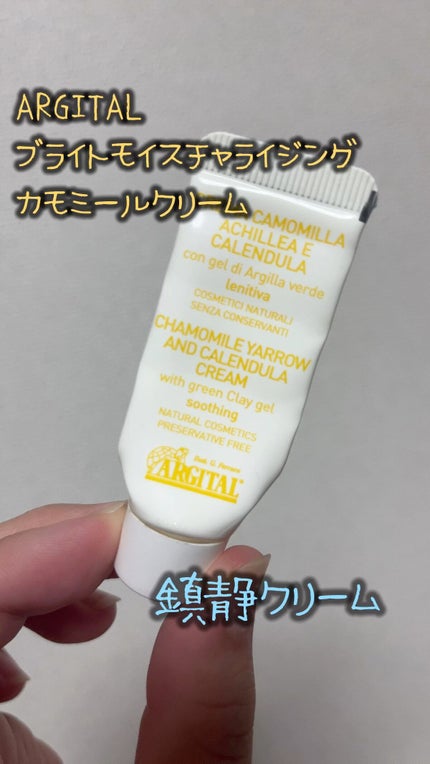 ARGITAL
ブライトモイスチャライジング
カモミールクリーム
CAMOMILLA
ACHILLEA E
CALENDULA
con gel di Argilla verde
lenitiva
COSMETICI NATURALI
SENZA CONSERVANTI
CHAMOMILE YARROW
AND CALENDULA
CREAM
with green Clay gel
soothing
NATURAL COSMETICS
PRESERVATIVE FREE
Dott. G. Ferraro
ARGITAL
鎮静クリーム